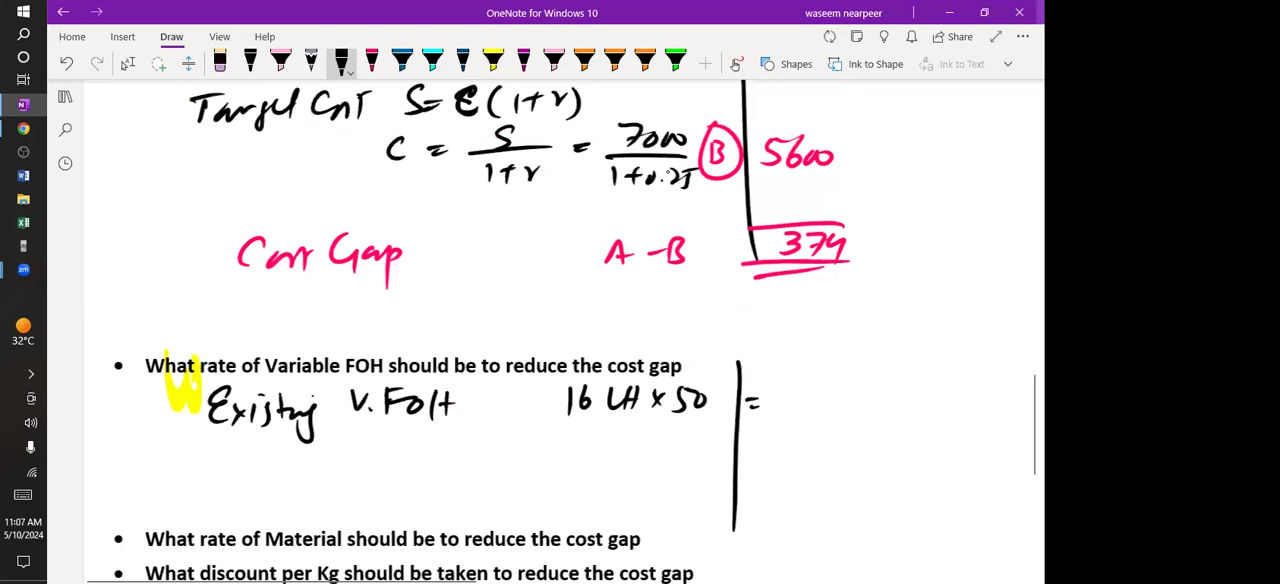 OneNote for Windows 10
waseem nearpeer
Home Insert Draw View Help
Share
Shapes Ink to Shape Ink to Text
Target Cost S = C (1+r)
C = S / 1+r = 7000 / 1+0.25 B 5600
Cost Gap A - B 374
• What rate of Variable FOH should be to reduce the cost gap
Existing V. FOH 16 LH x 50 =
• What rate of Material should be to reduce the cost gap
• What discount per Kg should be taken to reduce the cost gap
32°C
11:07 AM
5/10/2024